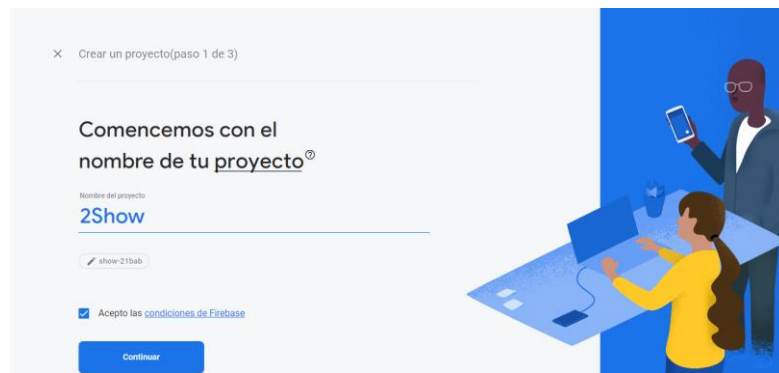 Crear un proyecto(paso 1 de 3)
Comencemos con el
nombre de tu proyecto
Nombre del proyecto
2Show
show-21bab
Acepto las condiciones de Firebase
Continuar